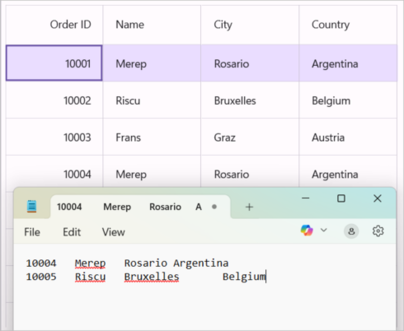 Order ID Name City Country
10001 Merep Rosario Argentina
10002 Riscu Bruxelles Belgium
10003 Frans Graz Austria
10004 Merep Rosario Argentina
10004 Merep Rosario A
File Edit View
10004 Merep Rosario Argentina
10005 Riscu Bruxelles Belgium